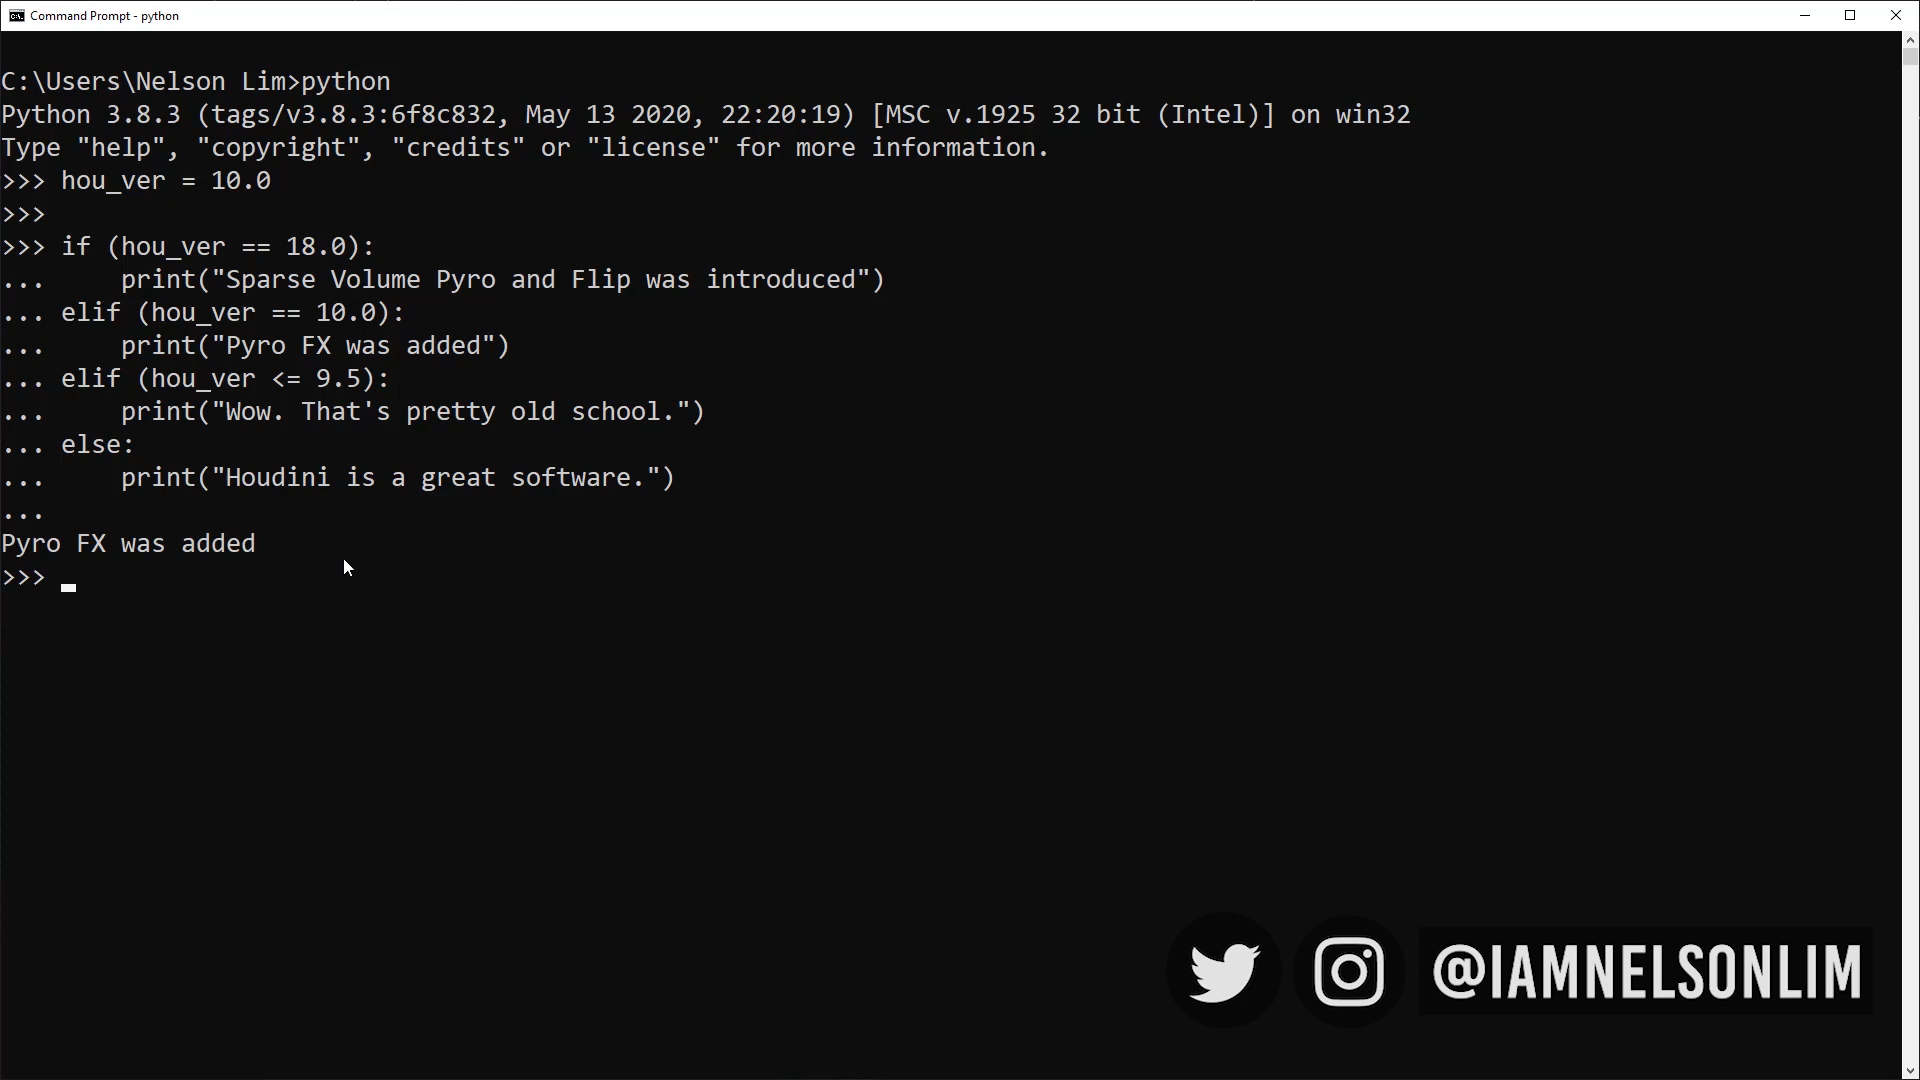 Command Prompt - python
C:\Users\Nelson Lim>python
Python 3.8.3 (tags/v3.8.3:6f8c832, May 13 2020, 22:20:19) [MSC v.1925 32 bit (Intel)] on win32
Type "help", "copyright", "credits" or "license" for more information.
>>> hou_ver = 10.0
>>>
>>> if (hou_ver == 18.0):
...     print("Sparse Volume Pyro and Flip was introduced")
... elif (hou_ver == 10.0):
...     print("Pyro FX was added")
... elif (hou_ver <= 9.5):
...     print("Wow. That's pretty old school.")
... else:
...     print("Houdini is a great software.")
...
Pyro FX was added
>>>
@IAMNELSONLIM